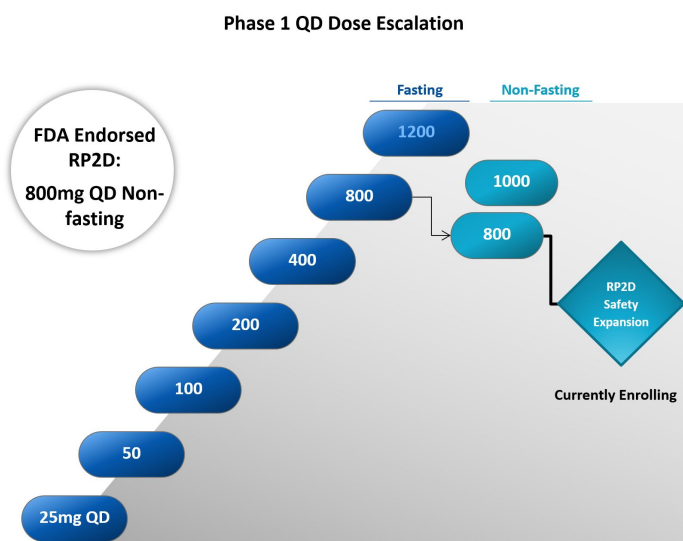 Phase 1 QD Dose Escalation
Fasting
Non-Fasting
FDA Endorsed
RP2D:
800mg QD Non-
fasting
1200
1000
800
800
400
RP2D
Safety
Expansion
200
100
Currently Enrolling
50
25mg QD